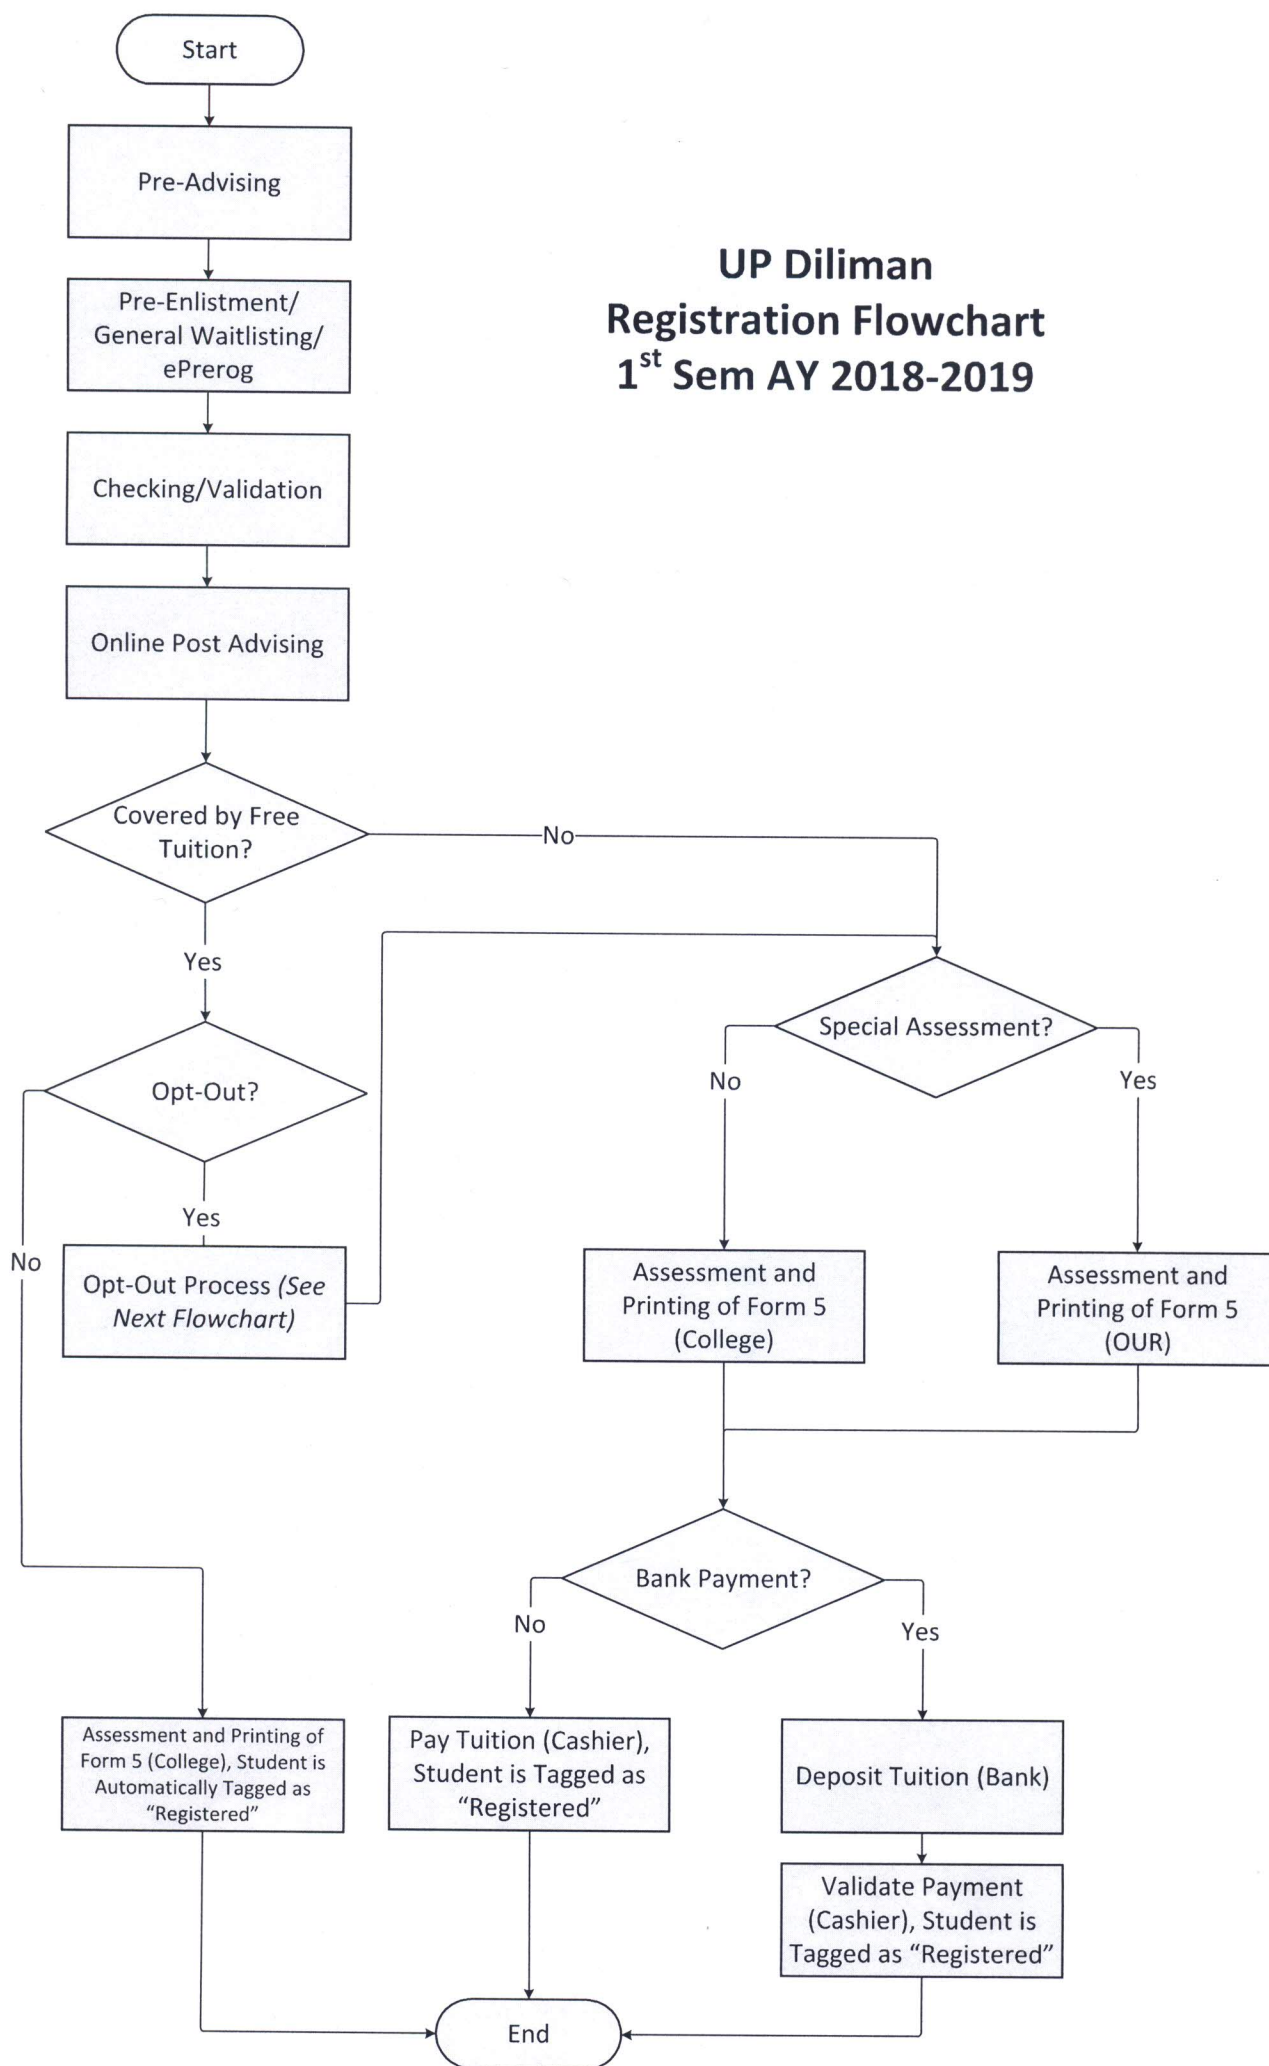 Start
Pre-Advising
UP Diliman
Registration Flowchart
1st Sem AY 2018-2019
Pre-Enlistment/
General Waitlisting/
ePrerog
Checking/Validation
Online Post Advising
Covered by Free
Tuition?
No
Yes
Special Assessment?
No
Yes
Opt-Out?
Yes
No
Opt-Out Process (See
Next Flowchart)
Assessment and
Printing of Form 5
(College)
Assessment and
Printing of Form 5
(OUR)
Bank Payment?
No
Yes
Assessment and Printing of
Form 5 (College), Student is
Automatically Tagged as
“Registered”
Pay Tuition (Cashier),
Student is Tagged as
“Registered”
Deposit Tuition (Bank)
Validate Payment
(Cashier), Student is
Tagged as “Registered”
End